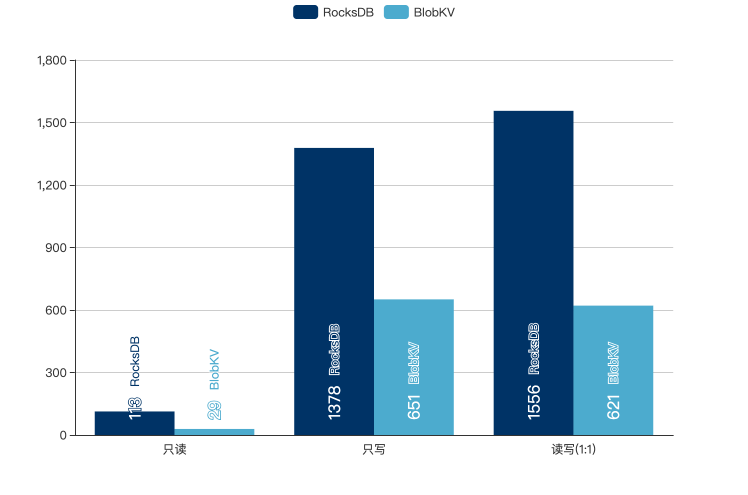 RocksDB BlobKV
1,800
1,500
1,200
900
600
300
0
113 RocksDB
29 BlobKV
1378 RocksDB
651 BlobKV
1556 RocksDB
621 BlobKV
只读 只写 读写(1:1)